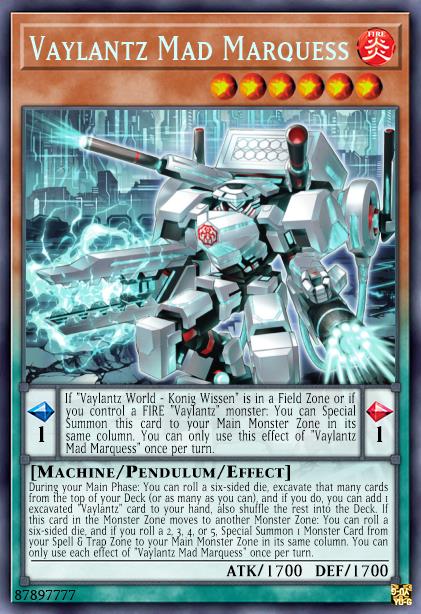 VAYLANTZ MAD MARQUESS
FIRE
炎
If "Vaylantz World - Konig Wissen" is in a Field Zone or if
you control a FIRE "Vaylantz" monster: You can Special
Summon this card to your Main Monster Zone in its
same column. You can only use this effect of "Vaylantz
Mad Marquess" once per turn.
1
1
[MACHINE/PENDULUM/EFFECT]
During your Main Phase: You can roll a six-sided die, excavate that many cards
from the top of your Deck (or as many as you can), and if you do, you can add 1
excavated "Vaylantz" card to your hand, also shuffle the rest into the Deck. If
this card in the Monster Zone moves to another Monster Zone: You can roll a
six-sided die, and if you roll a 2, 3, 4, or 5, Special Summon 1 Monster Card from
your Spell & Trap Zone to your Main Monster Zone in its same column. You can
only use each effect of "Vaylantz Mad Marquess" once per turn.
ATK/1700 DEF/1700
87897777